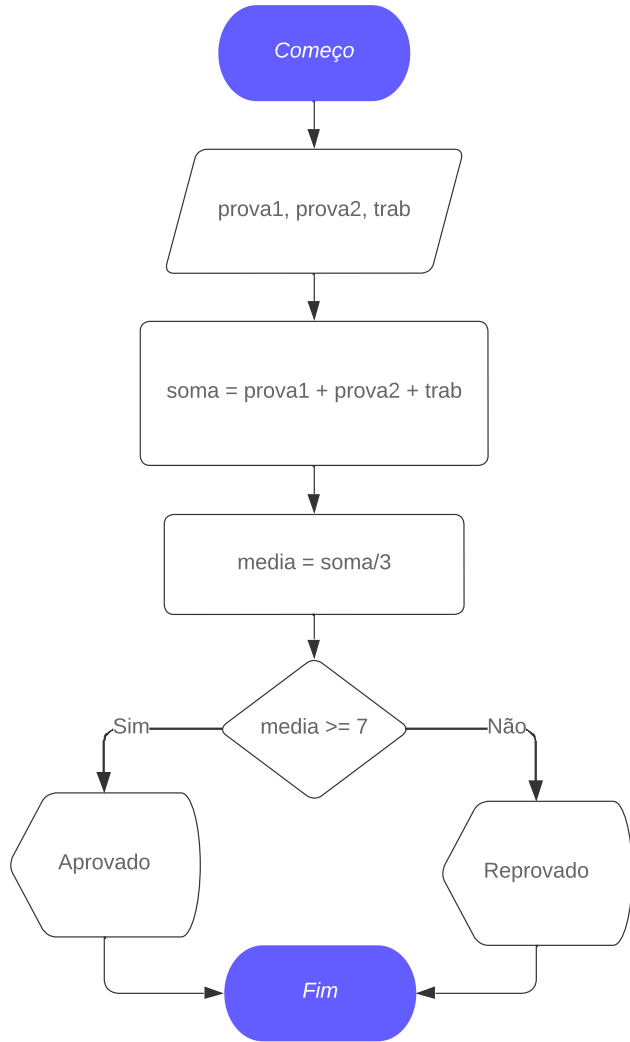 Começo
prova1, prova2, trab
soma = prova1 + prova2 + trab
media = soma/3
media >= 7
Sim
Não
Aprovado
Reprovado
Fim